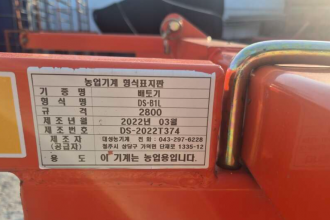 농업기계 형식표지판
기 종 명 배토기
형 식 명 DS-81L
규 격 2800
제 조 년 월 2022년 03월
제 조 번 호 DS-2022T374
제 조 자 대성농기계 전화 : 043-297-6228
(공급자) 청주시 상당구 가덕면 단재로 1335-12
용 도 이 기계는 농업용입니다.